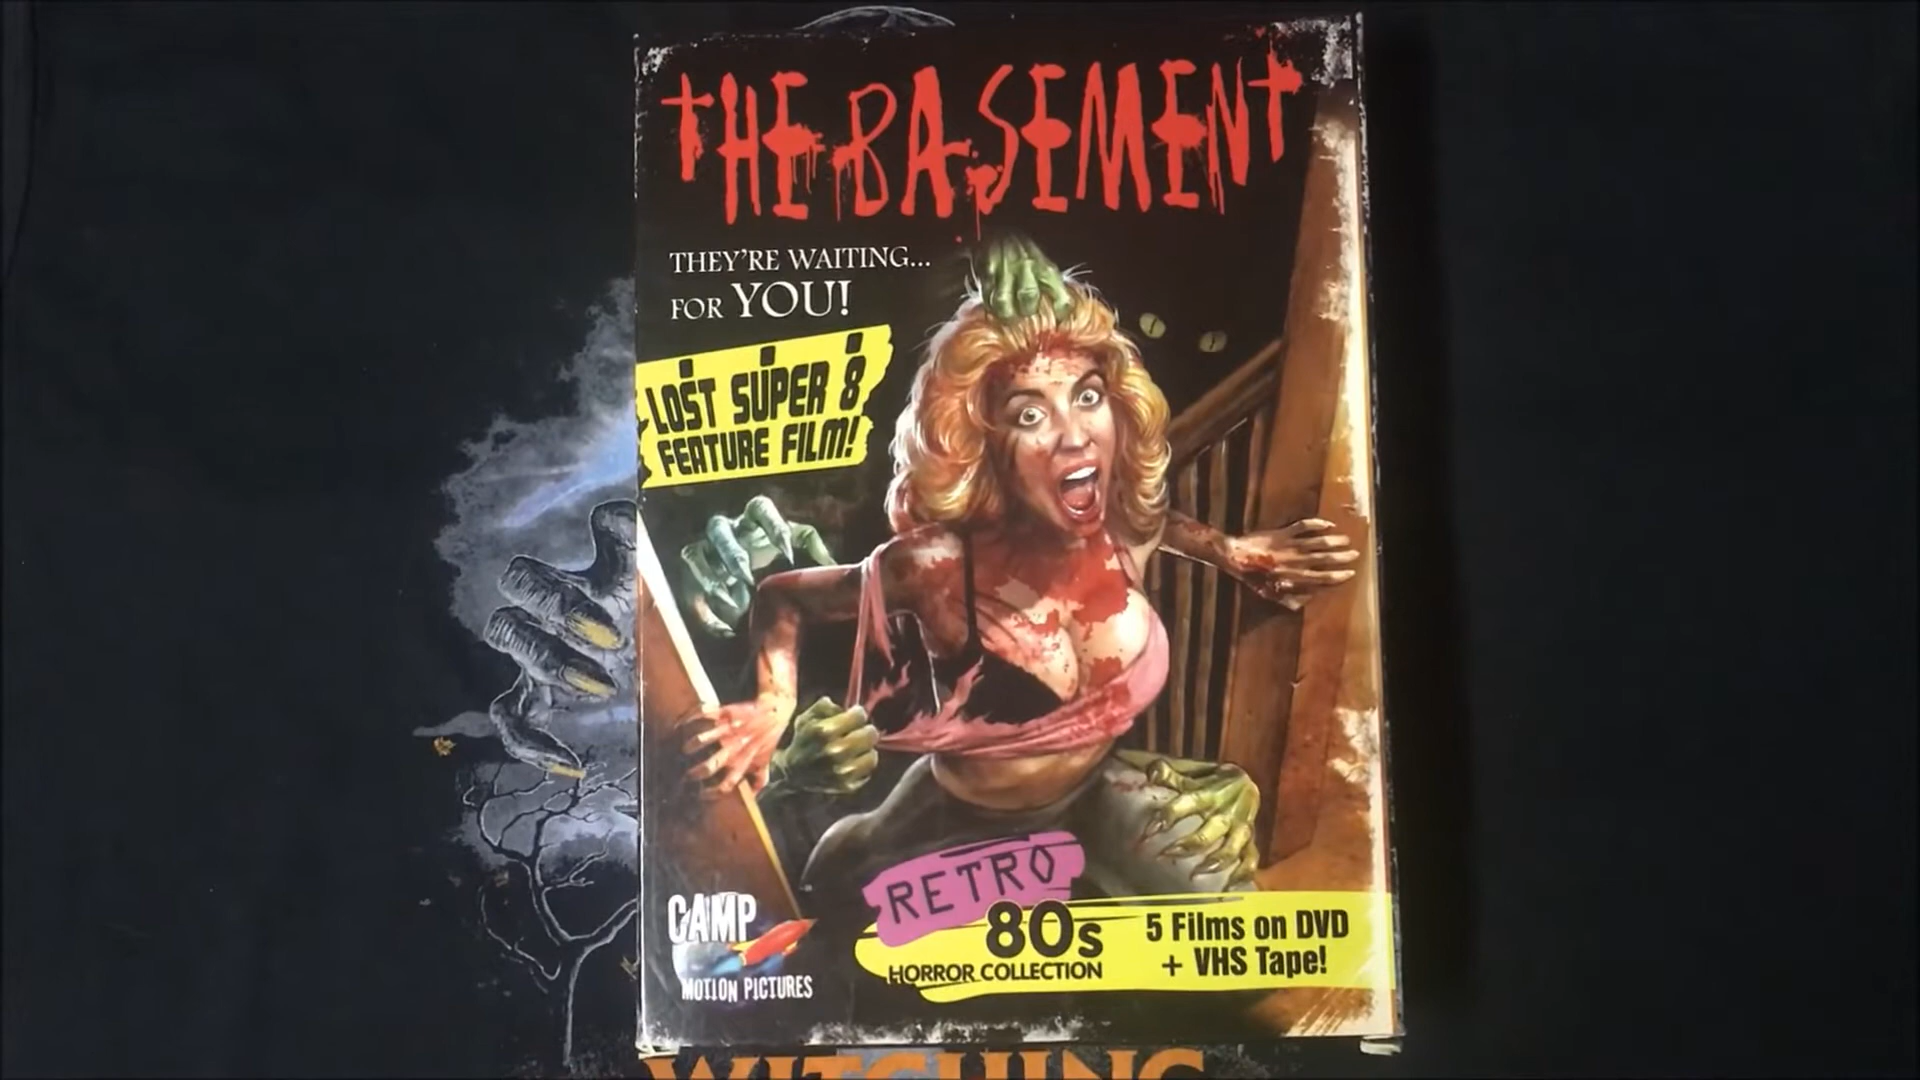 THE BASEMENT
THEY'RE WAITING...
FOR YOU!
LOST SUPER 8
FEATURE FILM!
RETRO
80s
HORROR COLLECTION
5 Films on DVD
+ VHS Tape!
CAMP
MOTION PICTURES
WITCHING